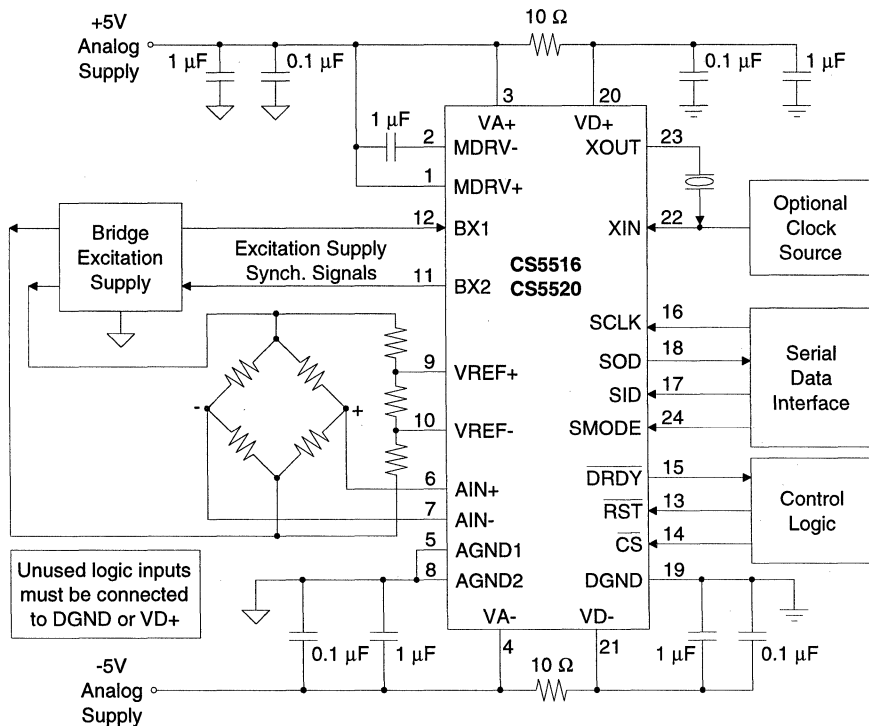 +5V
Analog
Supply
1 µF
0.1 µF
10 Ω
0.1 µF
1 µF
3
20
VA+
VD+
1 µF
2
MDRV-
XOUT
23
1
MDRV+
12
BX1
XIN
22
Optional
Clock
Source
Bridge
Excitation
Supply
Excitation Supply
Synch. Signals
11
BX2
CS5516
CS5520
SCLK
16
SOD
18
SID
17
SMODE
24
Serial
Data
Interface
9
VREF+
10
VREF-
-
+
6
AIN+
7
AIN-
5
AGND1
8
AGND2
DRDY
15
RST
13
CS
14
DGND
19
Control
Logic
Unused logic inputs
must be connected
to DGND or VD+
VA-
VD-
4
21
0.1 µF
1 µF
10 Ω
1 µF
0.1 µF
-5V
Analog
Supply